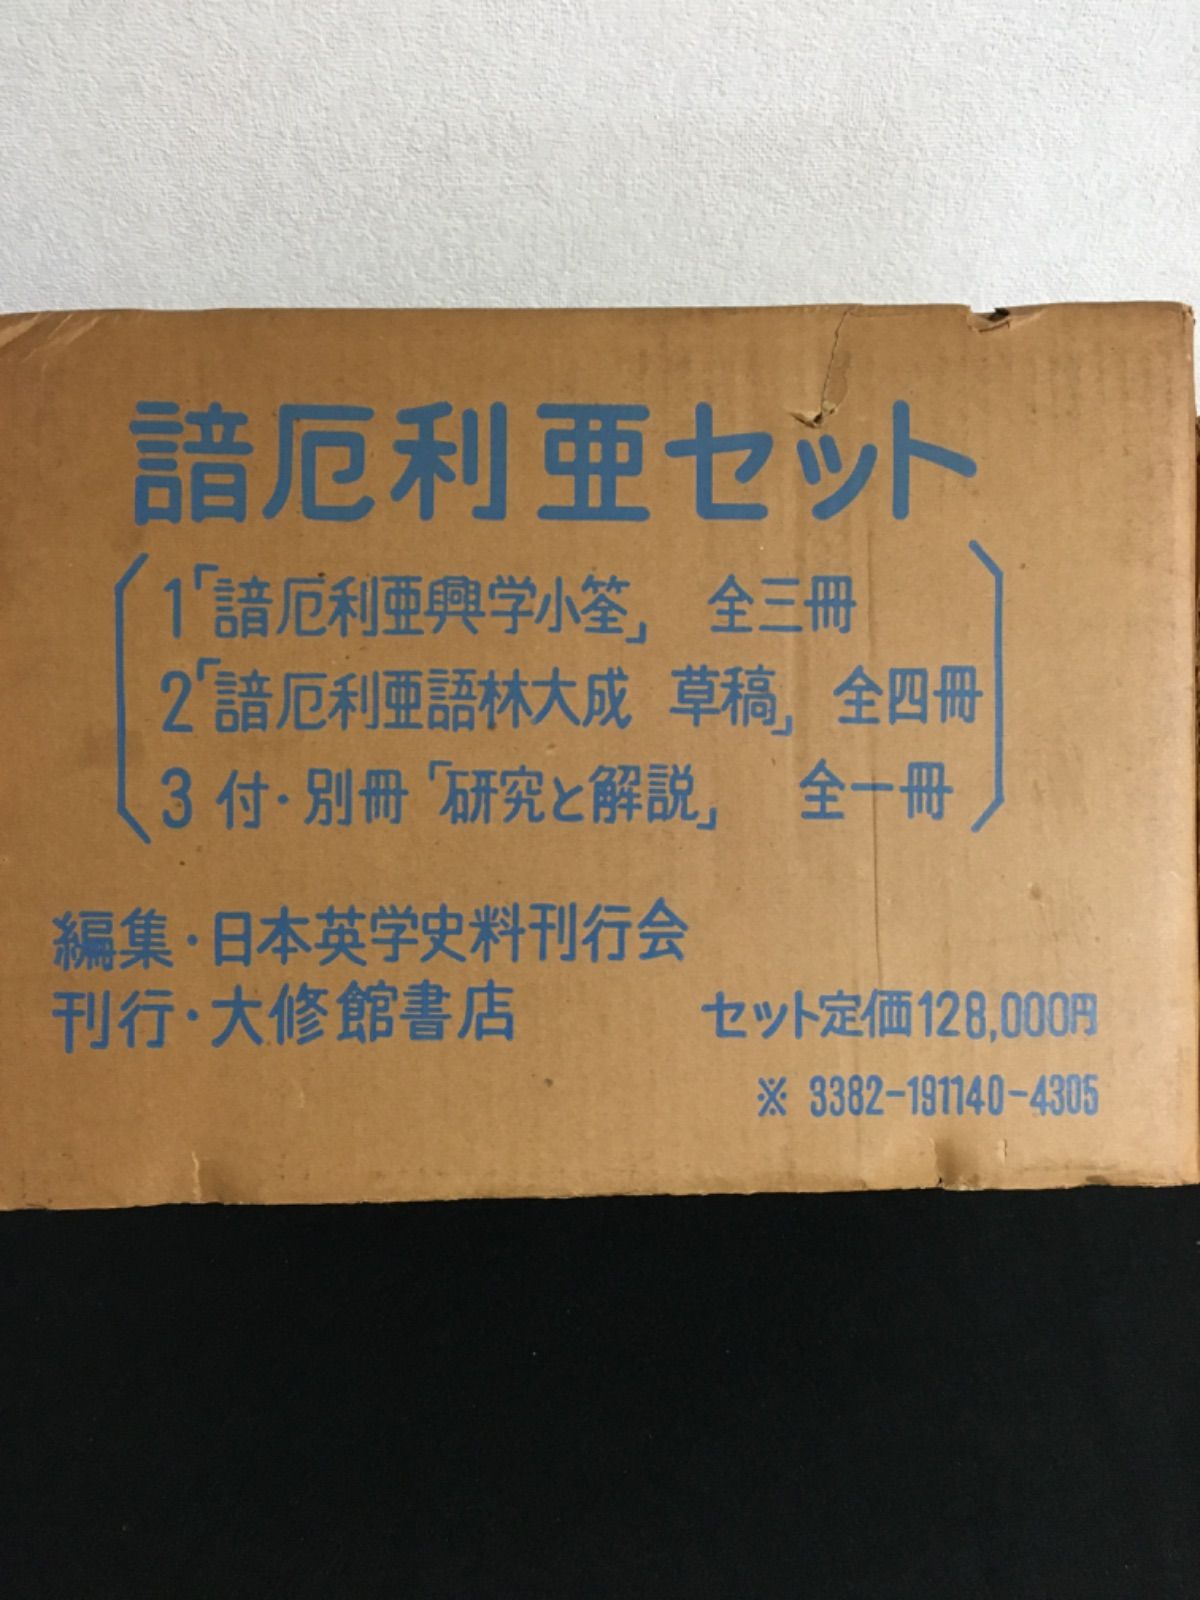 諳厄利亜セット
1「諳厄利亜興学小筌」 全三冊
2「諳厄利亜語林大成 草稿」 全四冊
3 付・別冊「研究と解説」 全一冊
編集・日本英学史料刊行会
刊行・大修館書店
セット定価128,000円
※ 3382-191140-4305